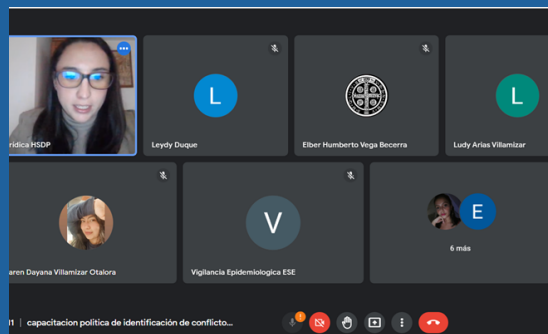 rídica HSDP
L
Leydy Duque
Elber Humberto Vega Becerra
L
Ludy Arias Villamizar
aren Dayana Villamizar Otalora
V
Vigilancia Epidemiologica ESE
E
6 más
capacitacion politica de identificación de conflicto...